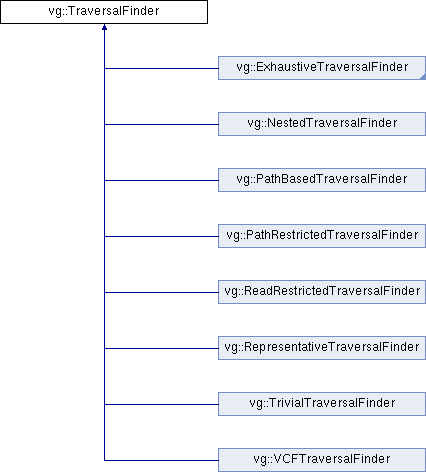 vg::TraversalFinder
vg::ExhaustiveTraversalFinder
vg::NestedTraversalFinder
vg::PathBasedTraversalFinder
vg::PathRestrictedTraversalFinder
vg::ReadRestrictedTraversalFinder
vg::RepresentativeTraversalFinder
vg::TrivialTraversalFinder
vg::VCFTraversalFinder